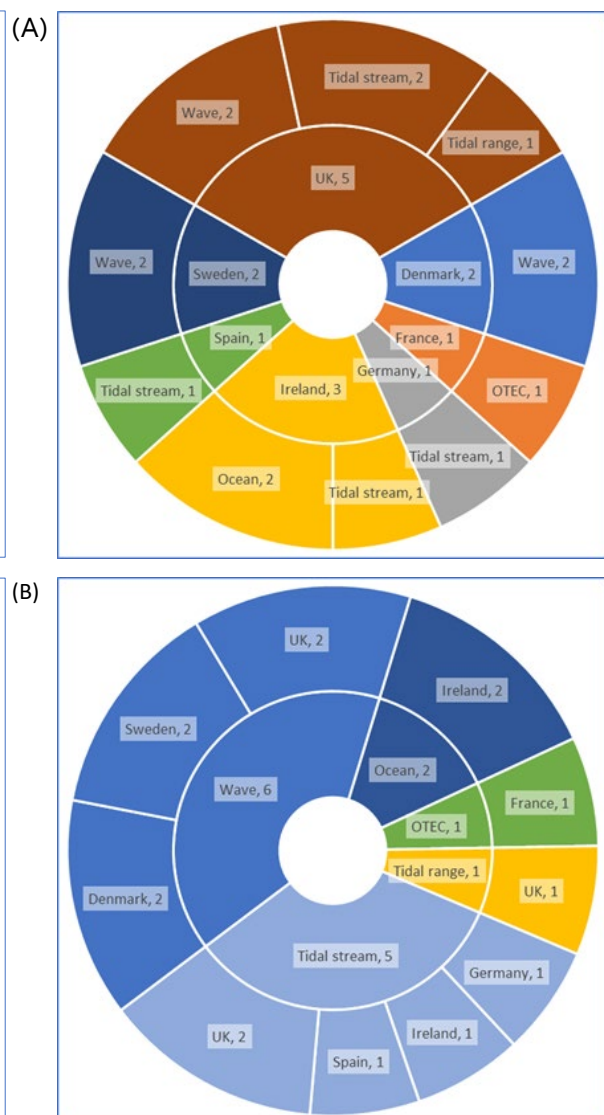 (A)
Tidal stream, 2
Wave, 2
Tidal range, 1
UK, 5
Wave, 2
Sweden, 2
Denmark, 2
Wave, 2
Spain, 1
France, 1
Germany, 1
Tidal stream, 1
Ireland, 3
OTEC, 1
Tidal stream, 1
Ocean, 2
Tidal stream, 1
(B)
UK, 2
Ireland, 2
Sweden, 2
Ocean, 2
Wave, 6
France, 1
OTEC, 1
Tidal range, 1
UK, 1
Denmark, 2
Tidal stream, 5
Germany, 1
UK, 2
Ireland, 1
Spain, 1